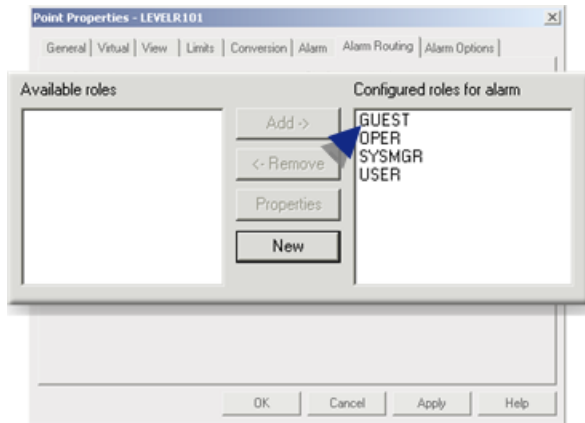 Point Properties - LEVELR101
General Virtual View Limits Conversion Alarm Alarm Routing Alarm Options
Available roles
Configured roles for alarm
Add ->
<- Remove
Properties
New
GUEST
OPER
SYSMGR
USER
OK Cancel Apply Help